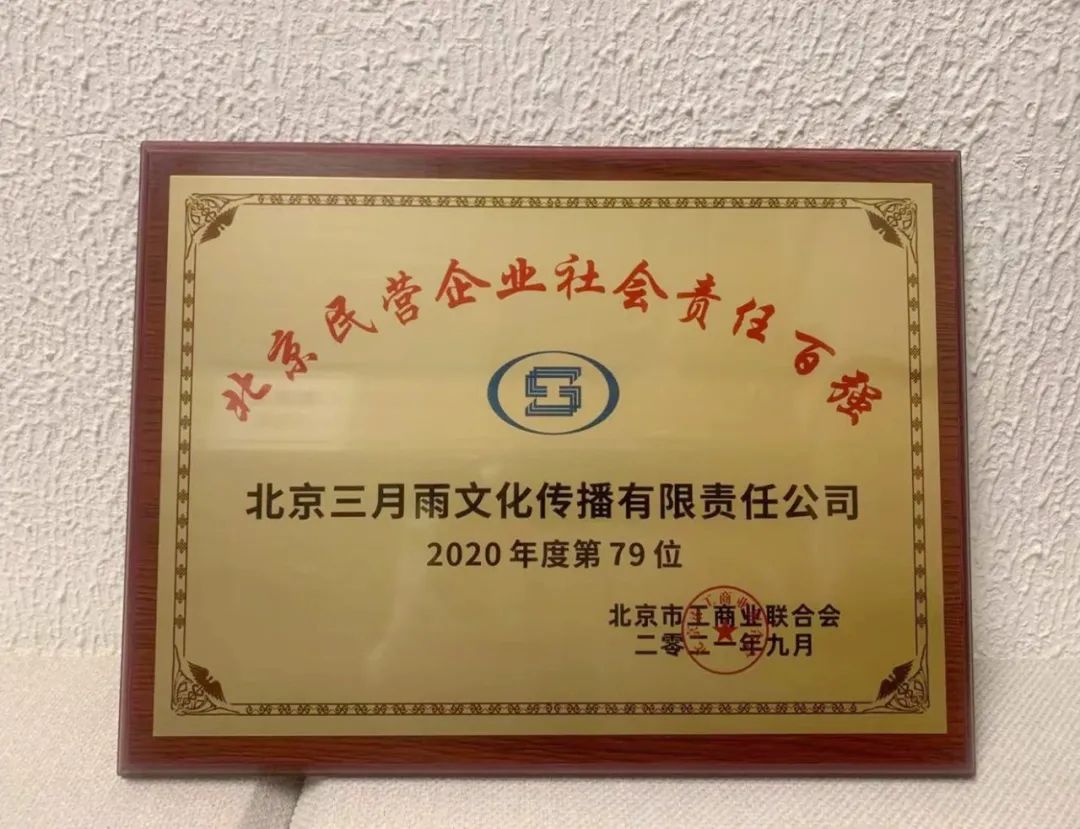 北京民营企业社会责任百强
北京三月雨文化传播有限责任公司
2020年度第79位
北京市工商业联合会
二零二一年九月